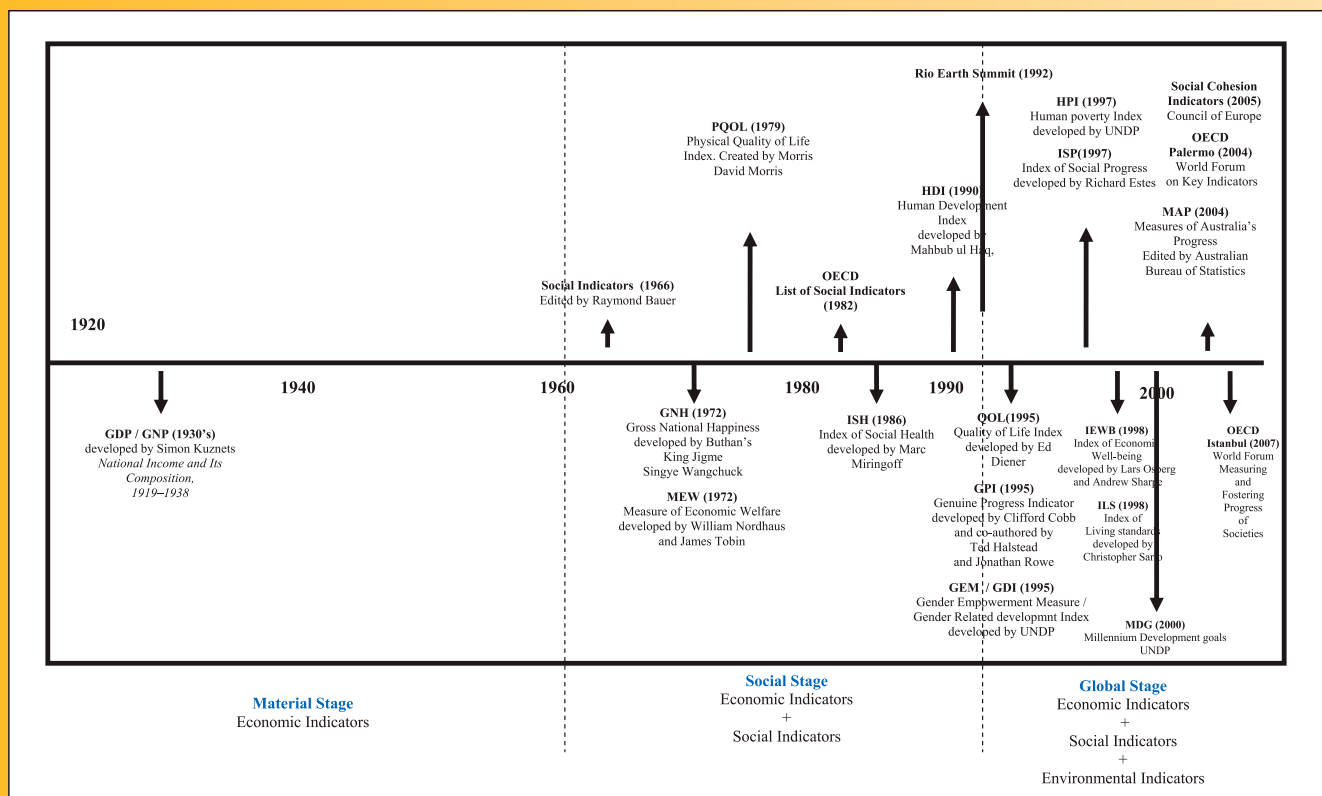 Rio Earth Summit (1992)
PQOL (1979)
Physical Quality of Life
Index. Created by Morris
David Morris
HPI (1997)
Human poverty Index
developed by UNDP
ISP(1997)
Index of Social Progress
developed by Richard Estes
Social Cohesion
Indicators (2005)
Council of Europe
OECD
Palermo (2004)
World Forum
on Key Indicators
HDI (1990)
Human Development
Index
developed by
Mahbub ul Haq,
MAP (2004)
Measures of Australia's
Progress
Edited by Australian
Bureau of Statistics
Social Indicators (1966)
Edited by Raymond Bauer
OECD
List of Social Indicators
(1982)
1920
1940
1960
1980
1990
2000
GDP / GNP (1930's)
developed by Simon Kuznets
National Income and Its
Composition,
1919–1938
GNH (1972)
Gross National Happiness
developed by Buthan's
King Jigme
Singye Wangchuck
MEW (1972)
Measure of Economic Welfare
developed by William Nordhaus
and James Tobin
ISH (1986)
Index of Social Health
developed by Marc
Miringoff
QOL(1995)
Quality of Life Index
developed by Ed
Diener
GPI (1995)
Genuine Progress Indicator
developed by Clifford Cobb
and co-authored by
Ted Halstead
and Jonathan Rowe
GEM / GDI (1995)
Gender Empowerment Measure /
Gender Related developmnt Index
developed by UNDP
IEWB (1998)
Index of Economic
Well-being
developed by Lars Osberg
and Andrew Sharpe
ILS (1998)
Index of
Living standards
developed by
Christopher Sarlo
MDG (2000)
Millennium Development goals
UNDP
OECD
Istanbul (2007)
World Forum
Measuring
and
Fostering
Progress
of
Societies
Material Stage
Economic Indicators
Social Stage
Economic Indicators
+
Social Indicators
Global Stage
Economic Indicators
+
Social Indicators
+
Environmental Indicators